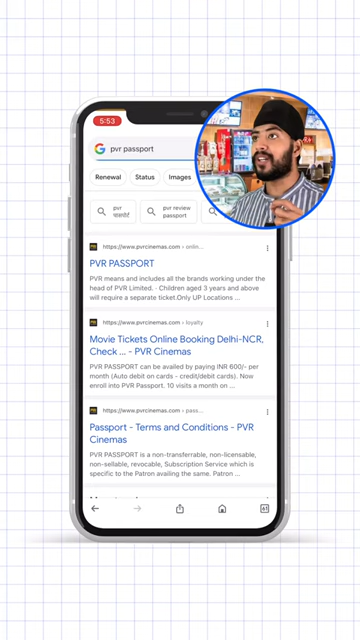 5:53
pvr passport
Renewal
Status
Images
pvr
पासपोर्ट
pvr review
passport
https://www.pvrcinemas.com › onlin...
PVR PASSPORT
PVR means and includes all the brands working under the
head of PVR Limited. · Children aged 3 years and above
will require a separate ticket.Only UP Locations ...
https://www.pvrcinemas.com › loyalty
Movie Tickets Online Booking Delhi-NCR,
Check ... - PVR Cinemas
PVR PASSPORT can be availed by paying INR 600/- per
month (Auto debit on cards - credit/debit cards). Now
enroll into PVR Passport. 10 visits a month on ...
https://www.pvrcinemas.com › pass...
Passport - Terms and Conditions - PVR
Cinemas
PVR PASSPORT is a non-transferrable, non-licensable,
non-sellable, revocable, Subscription Service which is
specific to the Patron availing the same. Patron ...
61